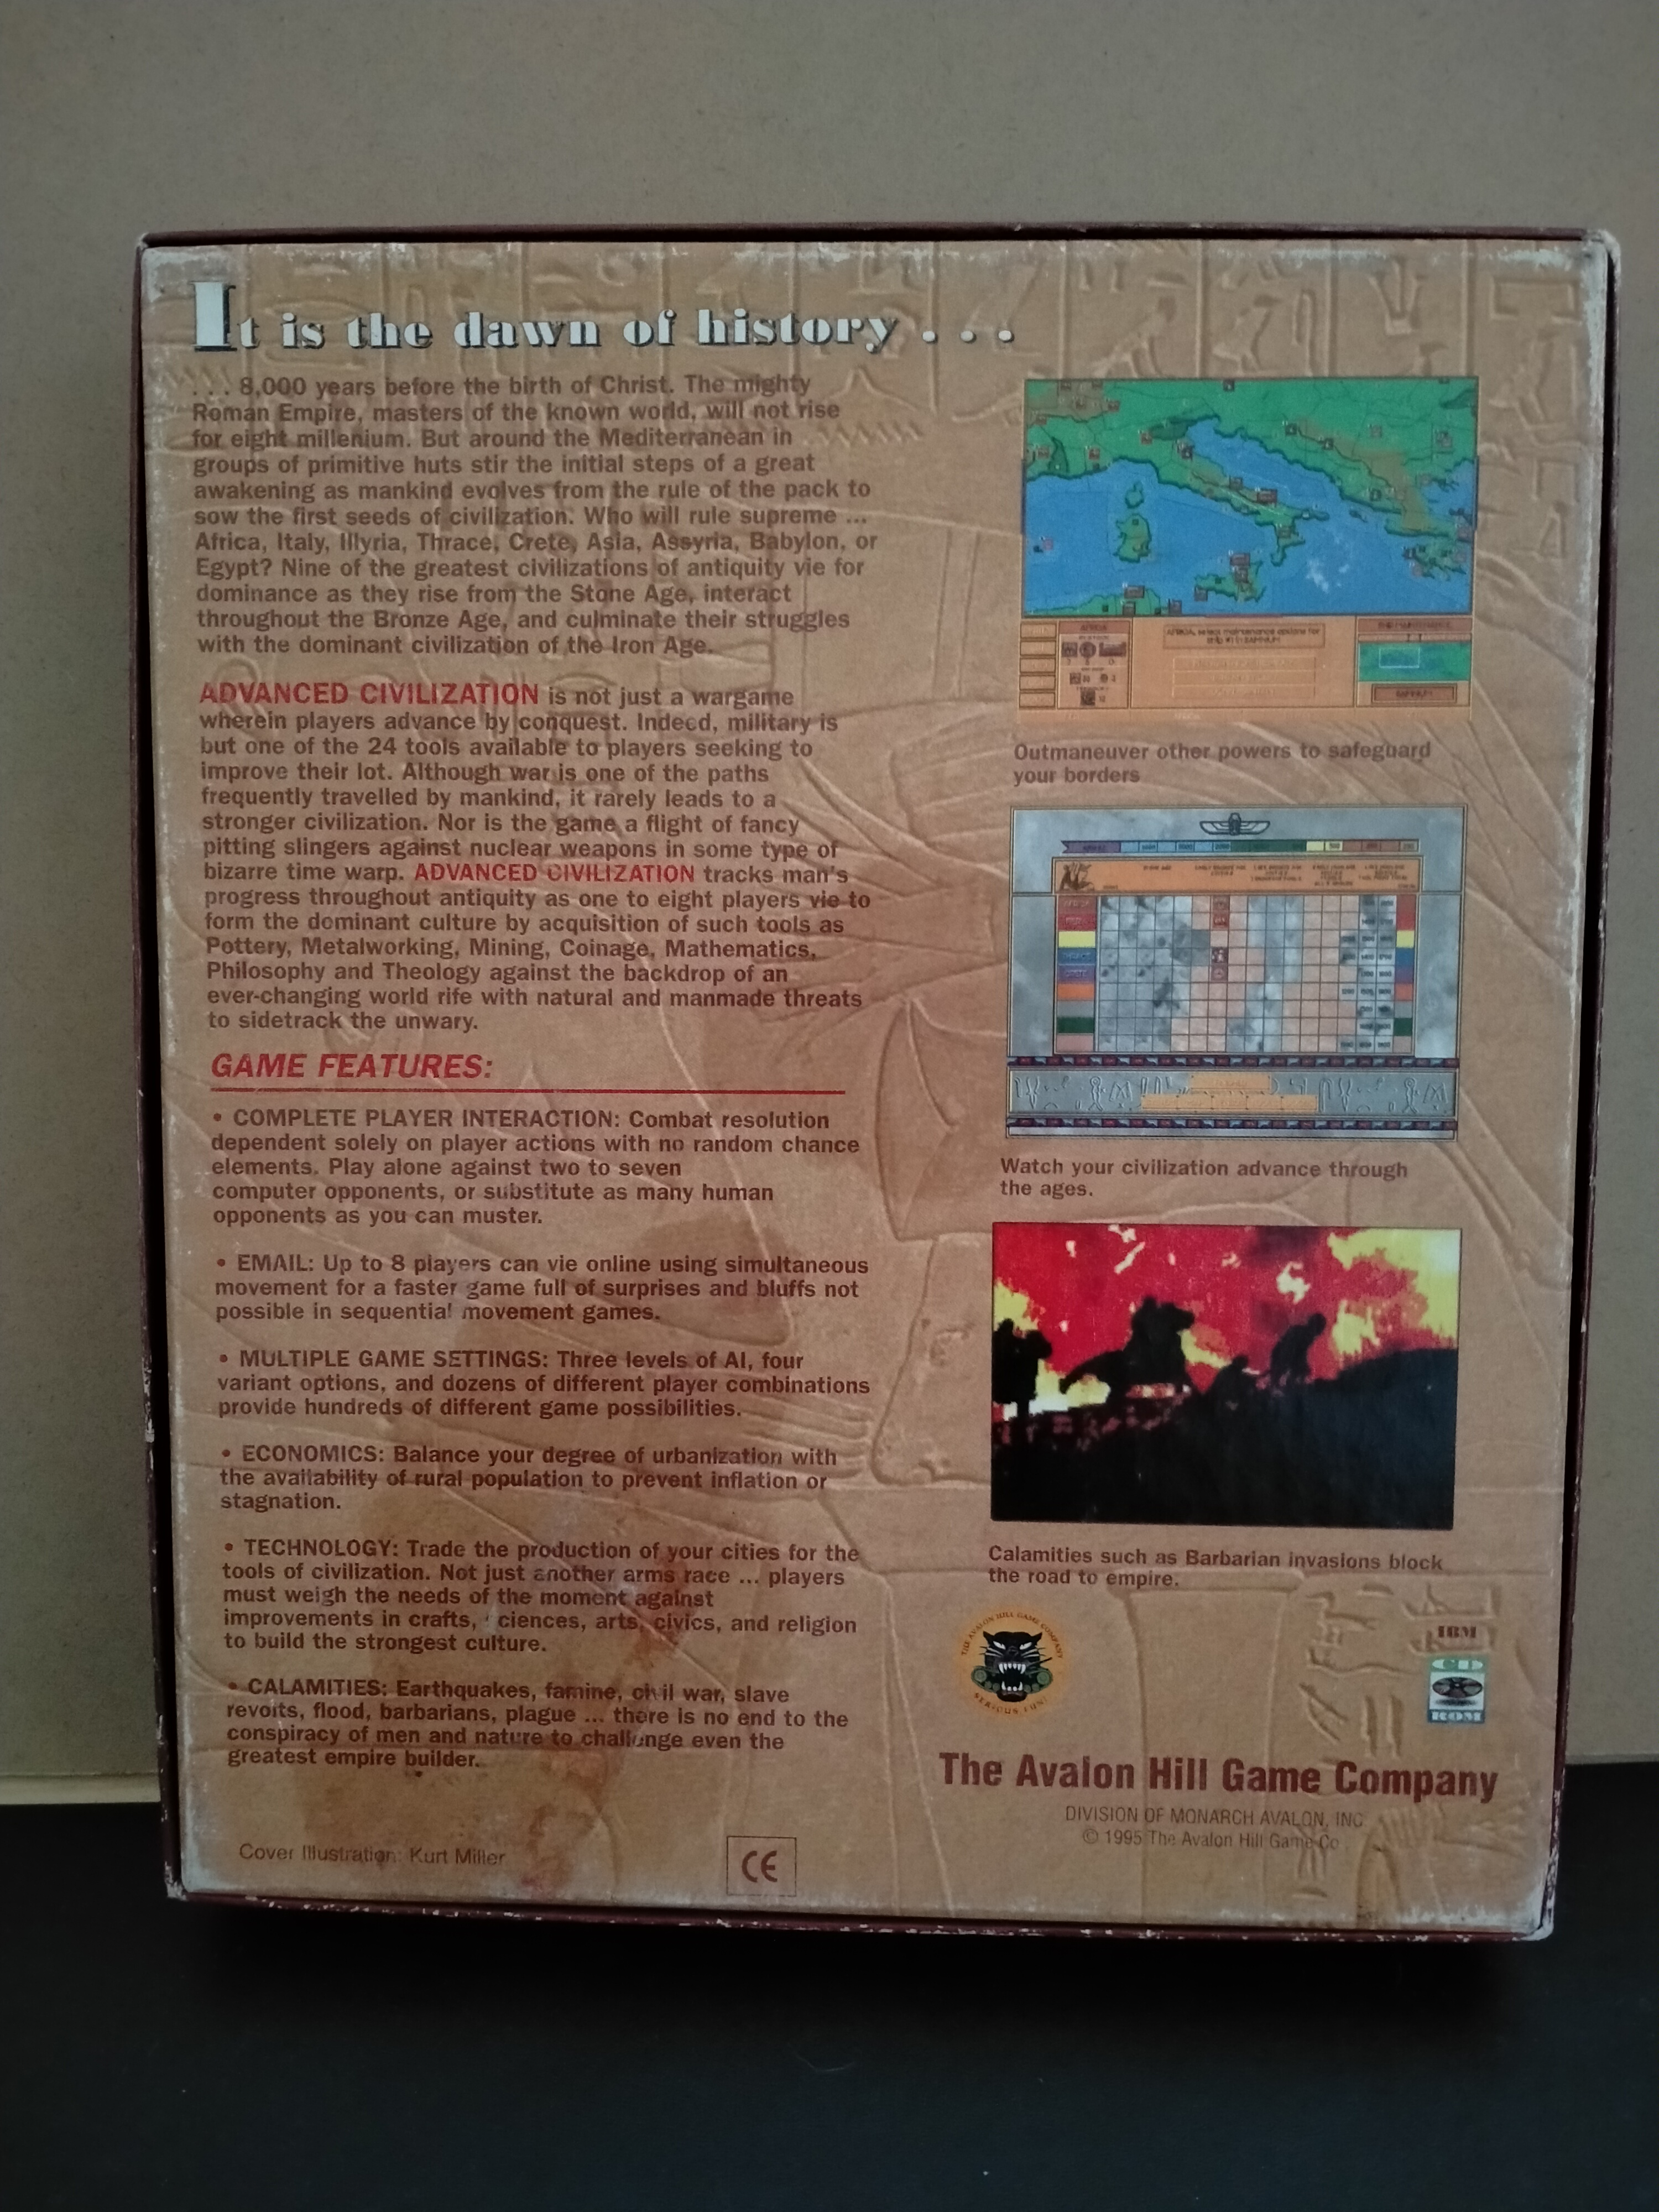 It is the dawn of history . . .
. . . 8,000 years before the birth of Christ. The mighty
Roman Empire, masters of the known world, will not rise
for eight millenium. But around the Mediterranean in
groups of primitive huts stir the initial steps of a great
awakening as mankind evolves from the rule of the pack to
sow the first seeds of civilization. Who will rule supreme ...
Africa, Italy, Illyria, Thrace, Crete, Asia, Assyria, Babylon, or
Egypt? Nine of the greatest civilizations of antiquity vie for
dominance as they rise from the Stone Age, interact
throughout the Bronze Age, and culminate their struggles
with the dominant civilization of the Iron Age.
ADVANCED CIVILIZATION is not just a wargame
wherein players advance by conquest. Indeed, military is
but one of the 24 tools available to players seeking to
improve their lot. Although war is one of the paths
frequently travelled by mankind, it rarely leads to a
stronger civilization. Nor is the game a flight of fancy
pitting slingers against nuclear weapons in some type of
bizarre time warp. ADVANCED CIVILIZATION tracks man's
progress throughout antiquity as one to eight players vie to
form the dominant culture by acquisition of such tools as
Pottery, Metalworking, Mining, Coinage, Mathematics,
Philosophy and Theology against the backdrop of an
ever-changing world rife with natural and manmade threats
to sidetrack the unwary.
GAME FEATURES:
• COMPLETE PLAYER INTERACTION: Combat resolution
dependent solely on player actions with no random chance
elements. Play alone against two to seven
computer opponents, or substitute as many human
opponents as you can muster.
• EMAIL: Up to 8 players can vie online using simultaneous
movement for a faster game full of surprises and bluffs not
possible in sequential movement games.
• MULTIPLE GAME SETTINGS: Three levels of AI, four
variant options, and dozens of different player combinations
provide hundreds of different game possibilities.
• ECONOMICS: Balance your degree of urbanization with
the availability of rural population to prevent inflation or
stagnation.
• TECHNOLOGY: Trade the production of your cities for the
tools of civilization. Not just another arms race ... players
must weigh the needs of the moment against
improvements in crafts, ciences, arts, civics, and religion
to build the strongest culture.
• CALAMITIES: Earthquakes, famine, civil war, slave
revolts, flood, barbarians, plague ... there is no end to the
conspiracy of men and nature to challenge even the
greatest empire builder.
Cover Illustration: Kurt Miller
CE
AFRICA
AFRICA, select maintenance options for
ship #1 in SAMNIUM.
Outmaneuver other powers to safeguard
your borders
Watch your civilization advance through
the ages.
Calamities such as Barbarian invasions block
the road to empire.
THE AVALON HILL GAME COMPANY
SERIOUS FUN!
IBM
CD
ROM
The Avalon Hill Game Company
DIVISION OF MONARCH AVALON, INC.
© 1995 The Avalon Hill Game Co.